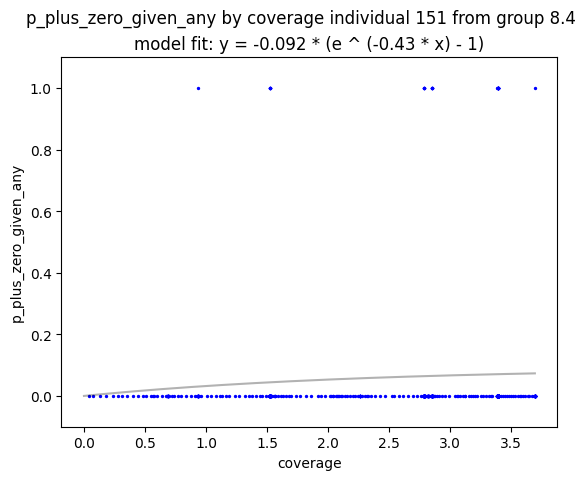 p_plus_zero_given_any by coverage individual 151 from group 8.4
model fit: y = -0.092 * (e ^ (-0.43 * x) - 1)
1.0
0.8
0.6
0.4
0.2
0.0
p_plus_zero_given_any
0.0 0.5 1.0 1.5 2.0 2.5 3.0 3.5
coverage